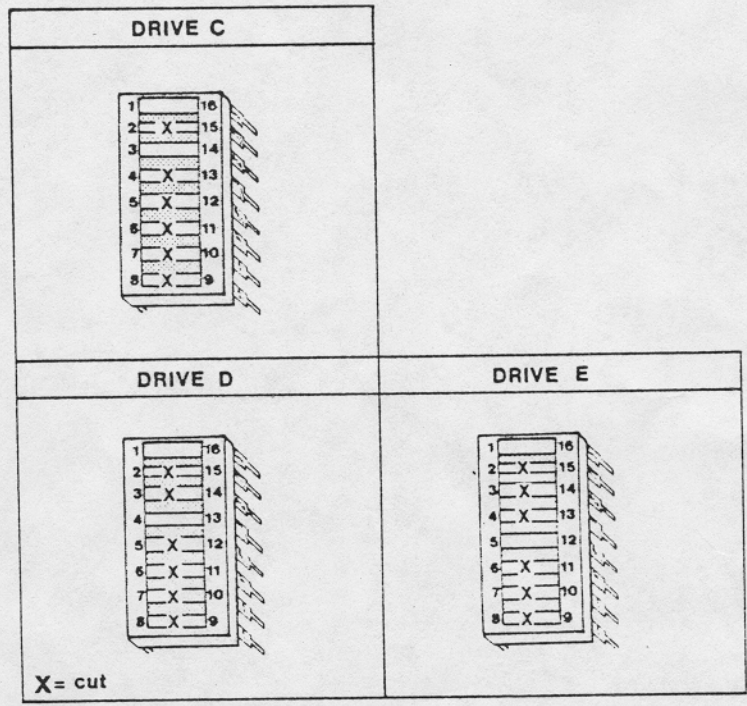 DRIVE C
1 16
2 X 15
3 14
4 X 13
5 X 12
6 X 11
7 X 10
8 X 9
DRIVE D
1 16
2 X 15
3 X 14
4 13
5 X 12
6 X 11
7 X 10
8 X 9
X = cut
DRIVE E
1 16
2 X 15
3 X 14
4 X 13
5 12
6 X 11
7 X 10
8 X 9